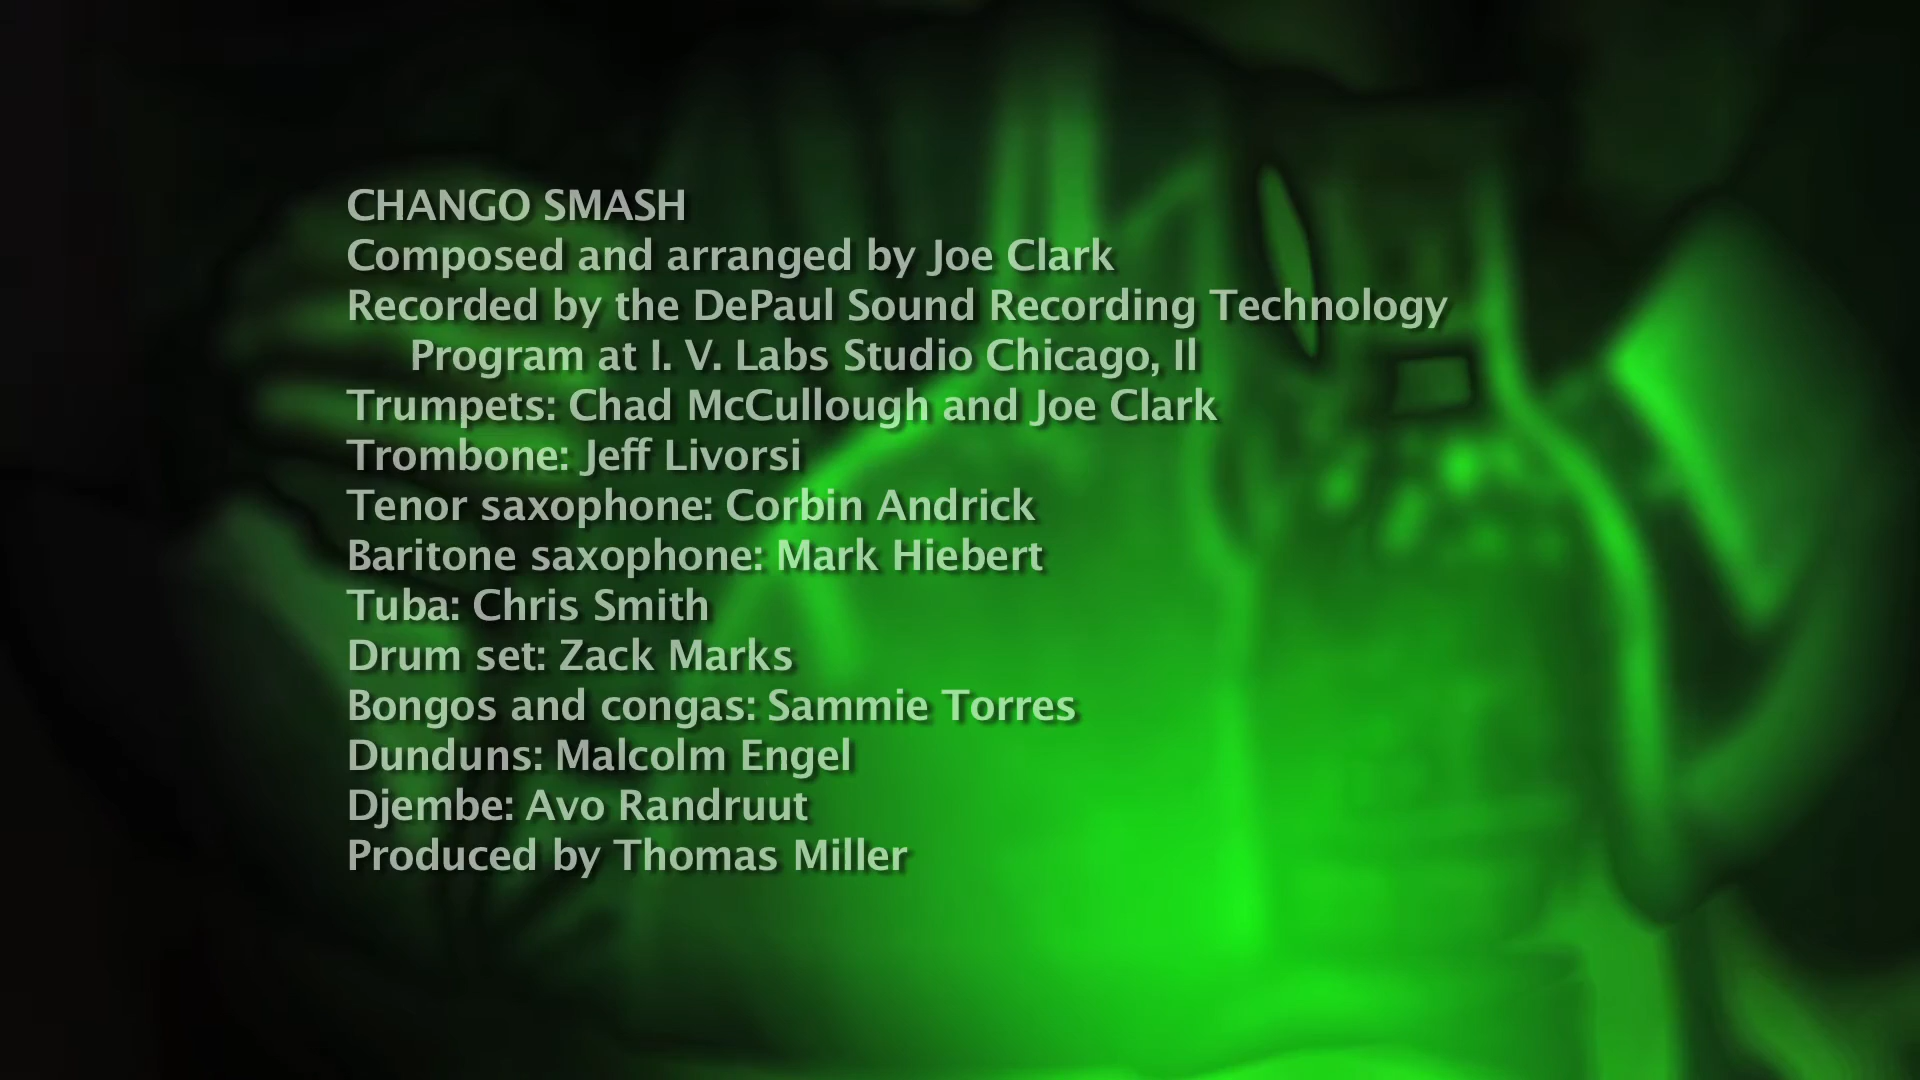 CHANGO SMASH
Composed and arranged by Joe Clark
Recorded by the DePaul Sound Recording Technology
Program at I. V. Labs Studio Chicago, Il
Trumpets: Chad McCullough and Joe Clark
Trombone: Jeff Livorsi
Tenor saxophone: Corbin Andrick
Baritone saxophone: Mark Hiebert
Tuba: Chris Smith
Drum set: Zack Marks
Bongos and congas: Sammie Torres
Dunduns: Malcolm Engel
Djembe: Avo Randruut
Produced by Thomas Miller